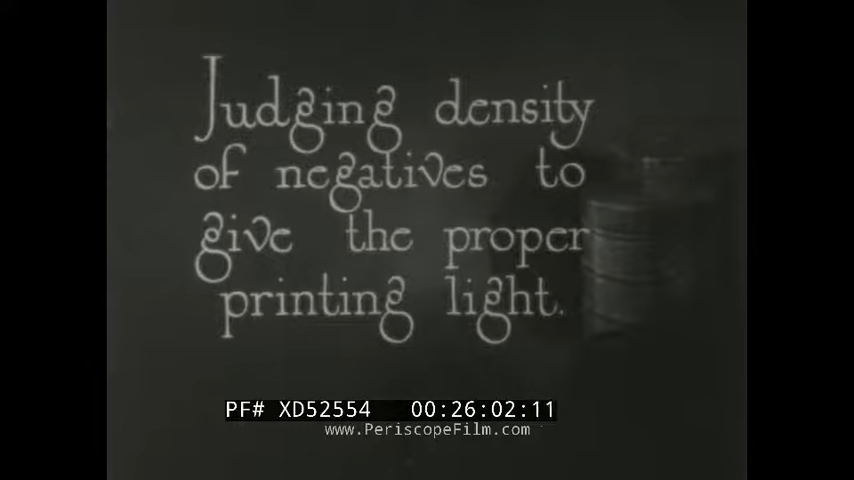 Judging density
of negatives to
give the proper
printing light.
PF# XD52554 00:26:02:11
www.PeriscopeFilm.com